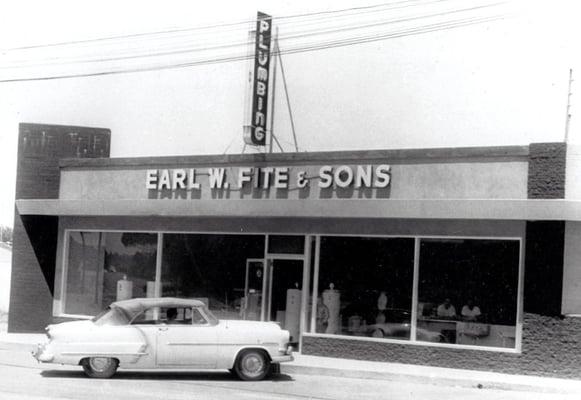 PLUMBING
EARL W. FITE & SONS